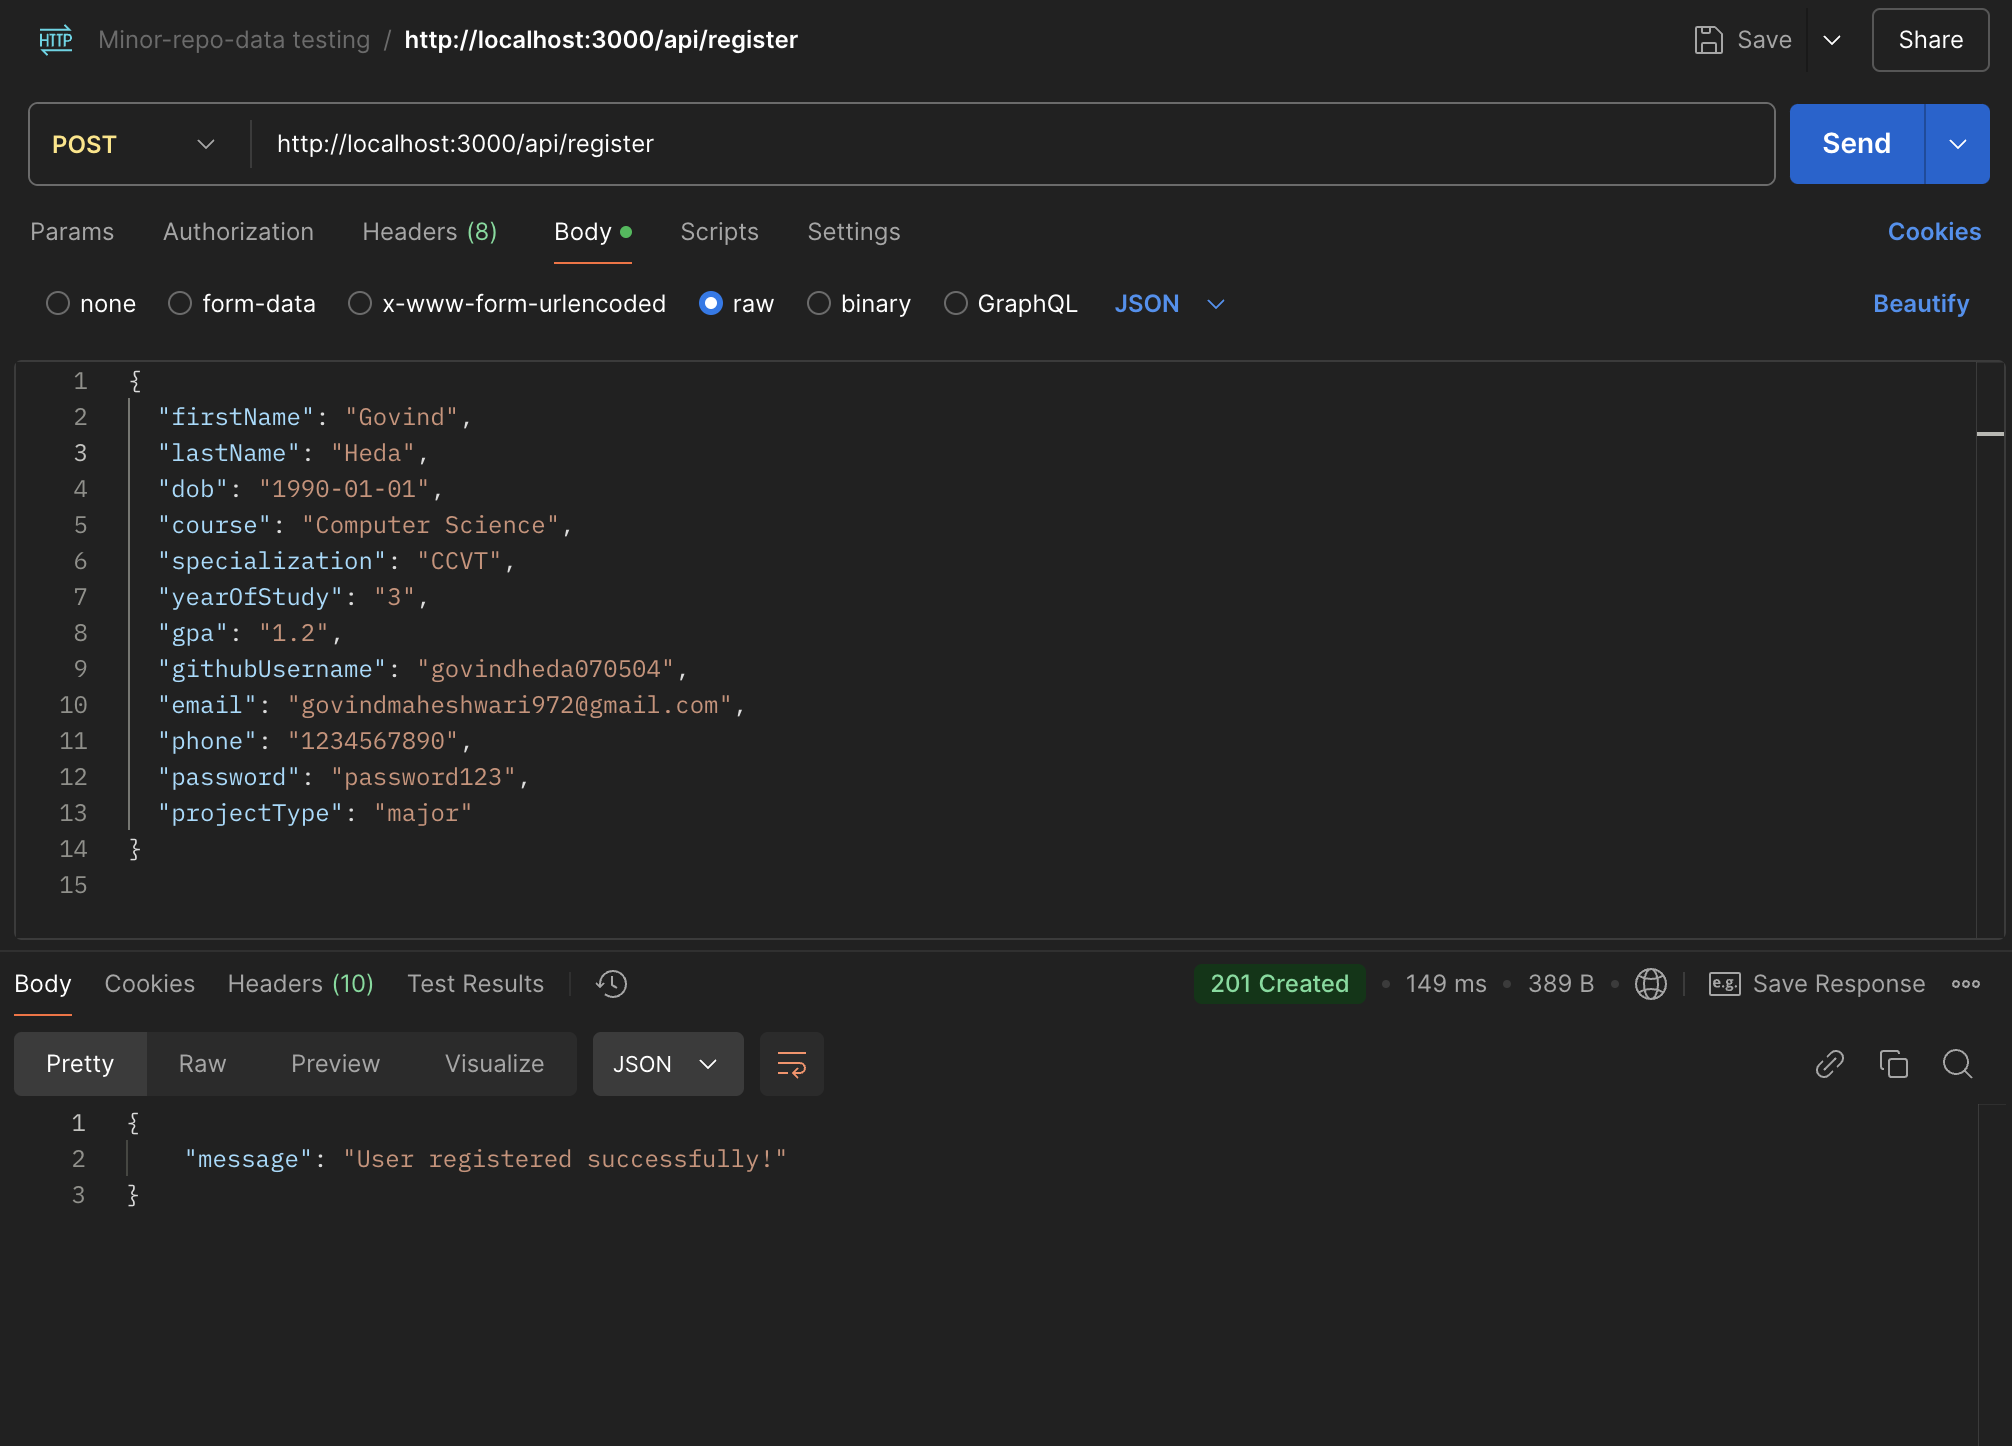 HTTP Minor-repo-data testing / http://localhost:3000/api/register Save Share
POST http://localhost:3000/api/register Send
Params Authorization Headers (8) Body Scripts Settings Cookies
none form-data x-www-form-urlencoded raw binary GraphQL JSON Beautify
1 {
2 "firstName": "Govind",
3 "lastName": "Heda",
4 "dob": "1990-01-01",
5 "course": "Computer Science",
6 "specialization": "CCVT",
7 "yearOfStudy": "3",
8 "gpa": "1.2",
9 "githubUsername": "govindheda070504",
10 "email": "govindmaheshwari972@gmail.com",
11 "phone": "1234567890",
12 "password": "password123",
13 "projectType": "major"
14 }
15
Body Cookies Headers (10) Test Results 201 Created • 149 ms • 389 B • e.g. Save Response
Pretty Raw Preview Visualize JSON
1 {
2 "message": "User registered successfully!"
3 }